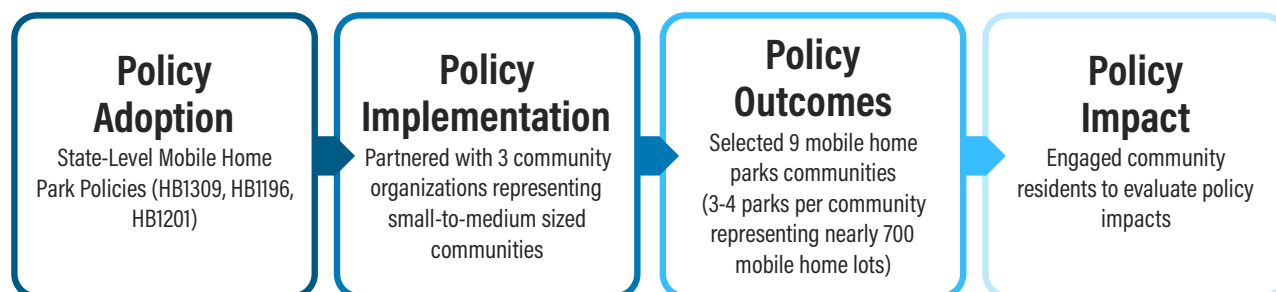 Policy
Adoption
State-Level Mobile Home
Park Policies (HB1309, HB1196,
HB1201)
Policy
Implementation
Partnered with 3 community
organizations representing
small-to-medium sized
communities
Policy
Outcomes
Selected 9 mobile home
parks communities
(3-4 parks per community
representing nearly 700
mobile home lots)
Policy
Impact
Engaged community
residents to evaluate policy
impacts